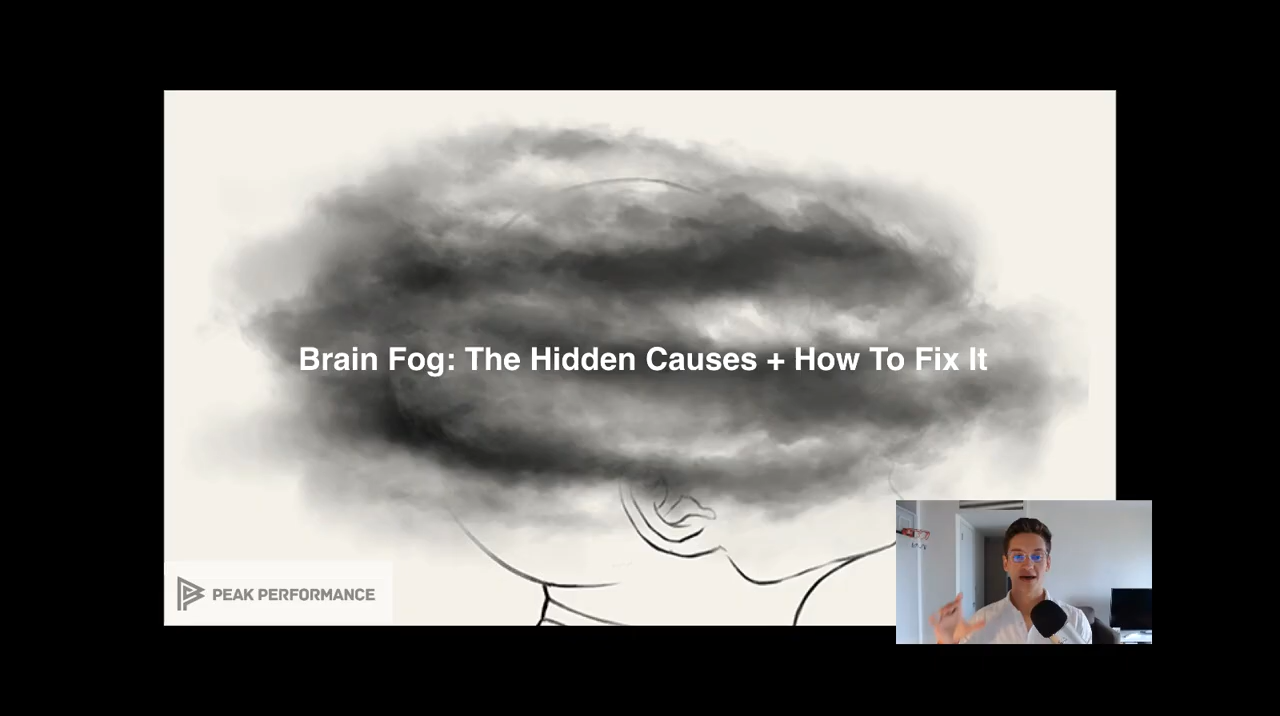 Brain Fog: The Hidden Causes + How To Fix It
PEAK PERFORMANCE